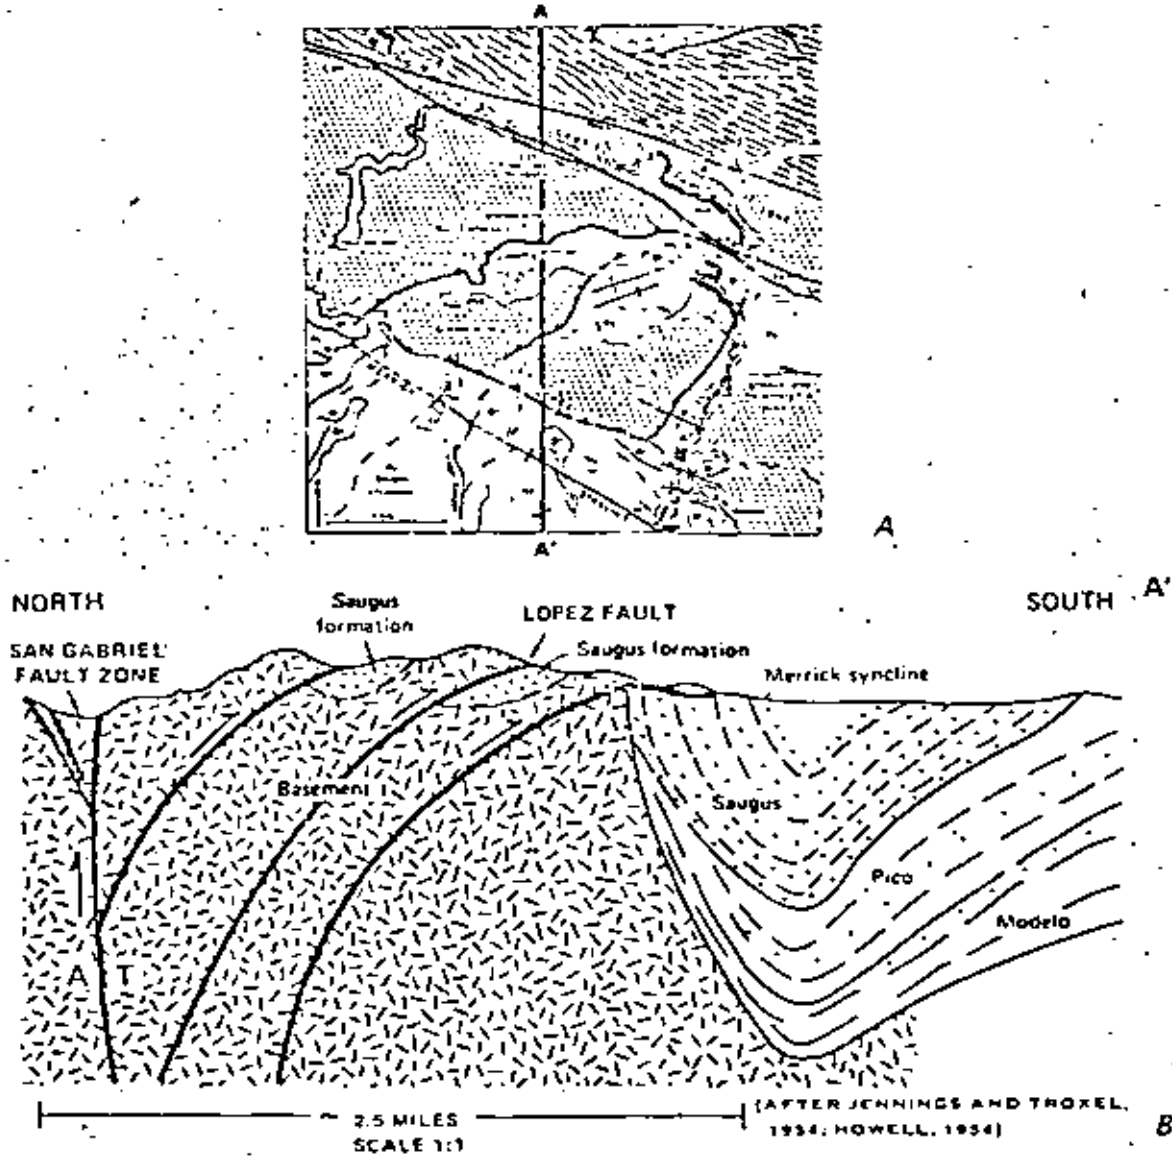 A
A'
A
NORTH
SOUTH
A'
SAN GABRIEL
FAULT ZONE
Saugus
formation
LOPEZ FAULT
Saugus formation
Merrick syncline
Basement
Saugus
Pico
Modelo
A T
2.5 MILES
SCALE 1:1
(AFTER JENNINGS AND TROXEL,
1954; HOWELL, 1954)
B